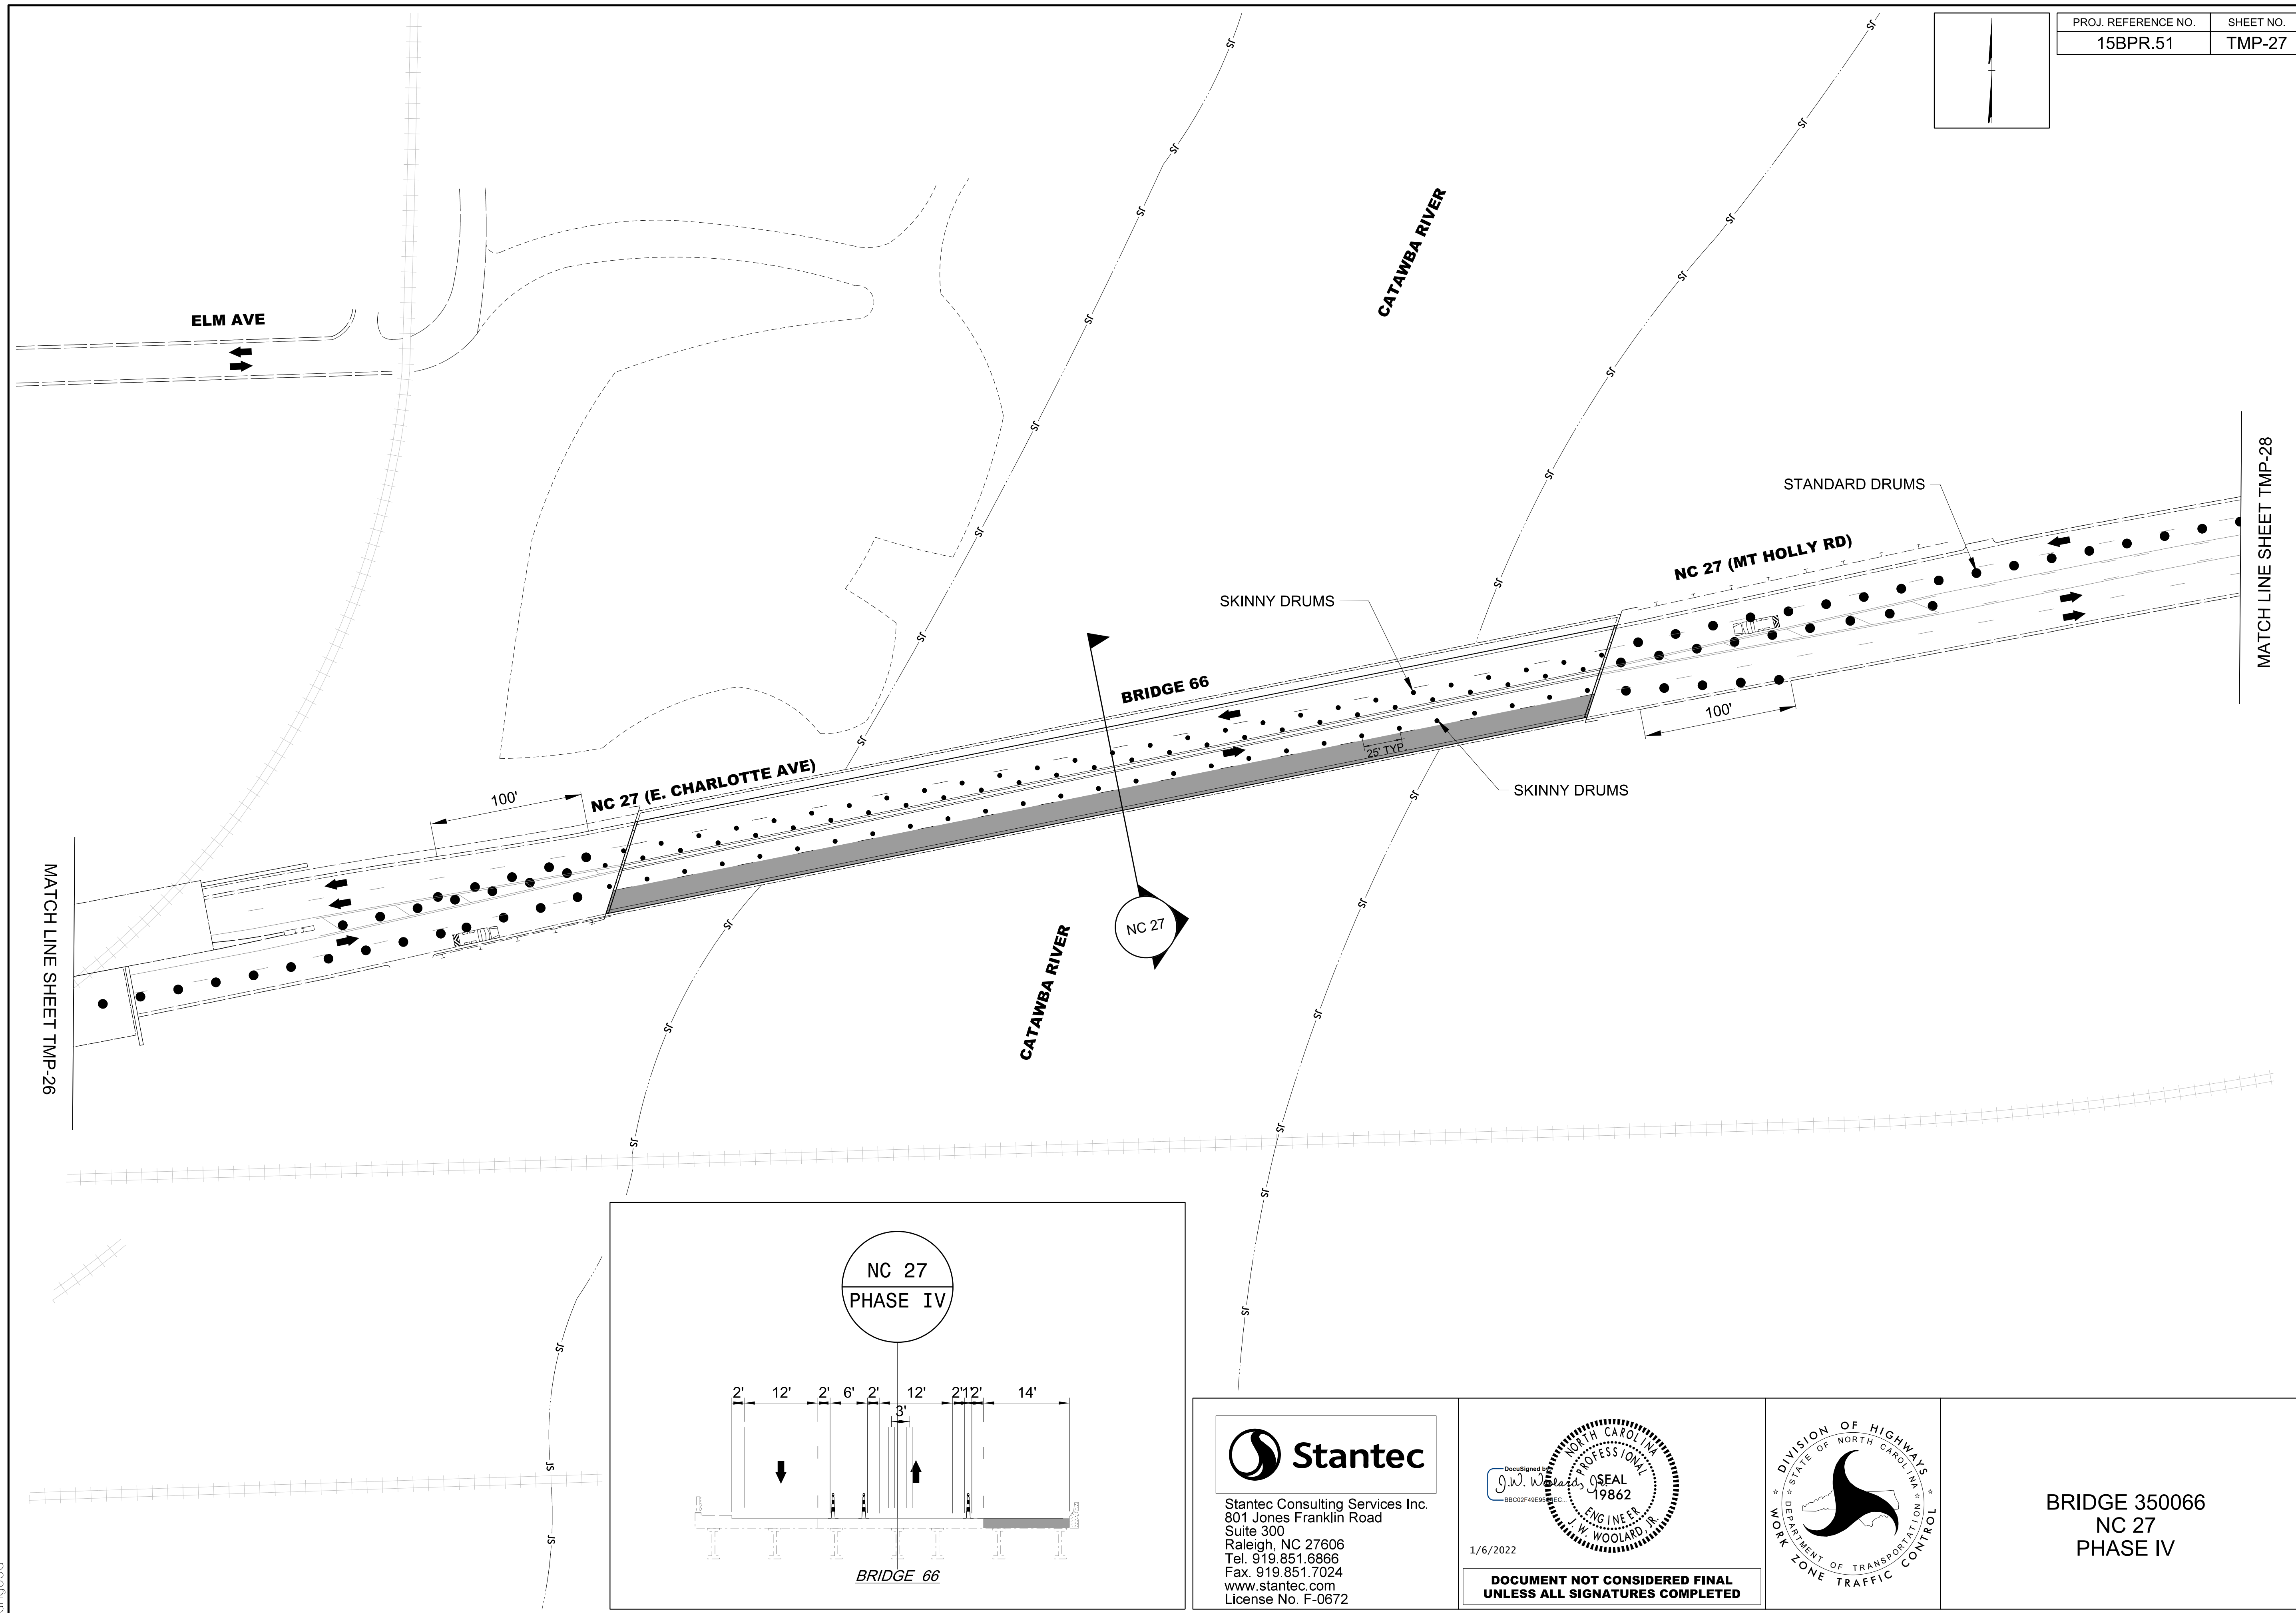 PROJ. REFERENCE NO.
SHEET NO.
15BPR.51
TMP-27
CATAWBA RIVER
ELM AVE
MATCH LINE SHEET TMP-28
STANDARD DRUMS
NC 27 (MT HOLLY RD)
SKINNY DRUMS
BRIDGE 66
100'
25' TYP.
SKINNY DRUMS
NC 27 (E. CHARLOTTE AVE)
100'
MATCH LINE SHEET TMP-26
NC 27
CATAWBA RIVER
NC 27
PHASE IV
2' 12' 2' 6' 2' 12' 2' 1' 2' 14'
3'
BRIDGE 66
Stantec
Stantec Consulting Services Inc.
801 Jones Franklin Road
Suite 300
Raleigh, NC 27606
Tel. 919.851.6866
Fax. 919.851.7024
www.stantec.com
License No. F-0672
DocuSigned by
J.W. Woolard, Jr.
NORTH CAROLINA
PROFESSIONAL
SEAL
19862
ENGINEER
J. W. WOOLARD, JR.
1/6/2022
DOCUMENT NOT CONSIDERED FINAL
UNLESS ALL SIGNATURES COMPLETED
DIVISION OF HIGHWAYS
STATE OF NORTH CAROLINA
DEPARTMENT OF TRANSPORTATION
WORK ZONE TRAFFIC CONTROL
BRIDGE 350066
NC 27
PHASE IV